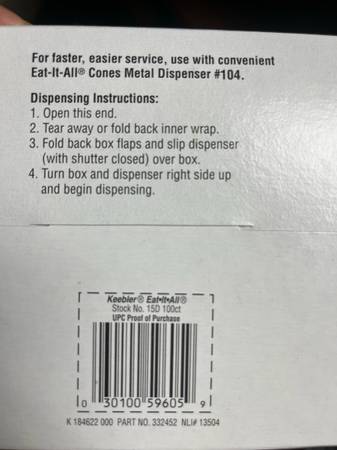 For faster, easier service, use with convenient
Eat-It-All® Cones Metal Dispenser #104.
Dispensing Instructions:
1. Open this end.
2. Tear away or fold back inner wrap.
3. Fold back box flaps and slip dispenser
(with shutter closed) over box.
4. Turn box and dispenser right side up
and begin dispensing.
Keebler® Eat•It•All®
Stock No. 15D 100ct
UPC Proof of Purchase
0 30100 59605 9
K 184622 000 PART NO. 332452 NLI# 13504